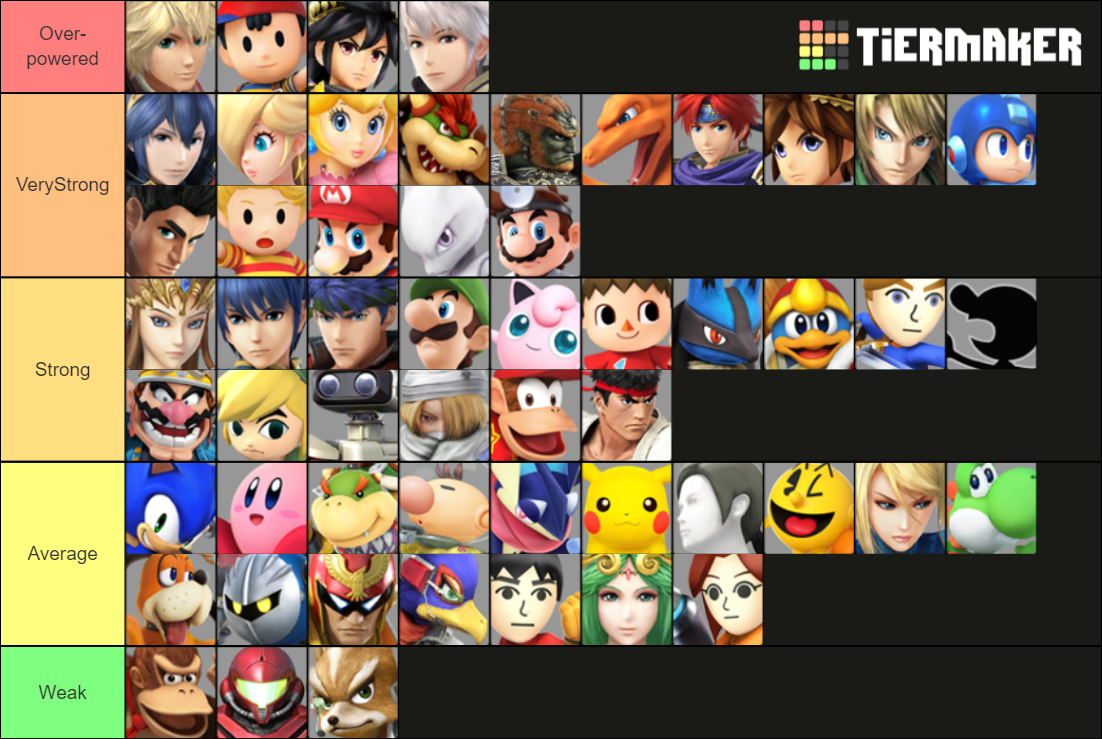 Over-
powered
TIERMAKER
VeryStrong
Strong
Average
Weak